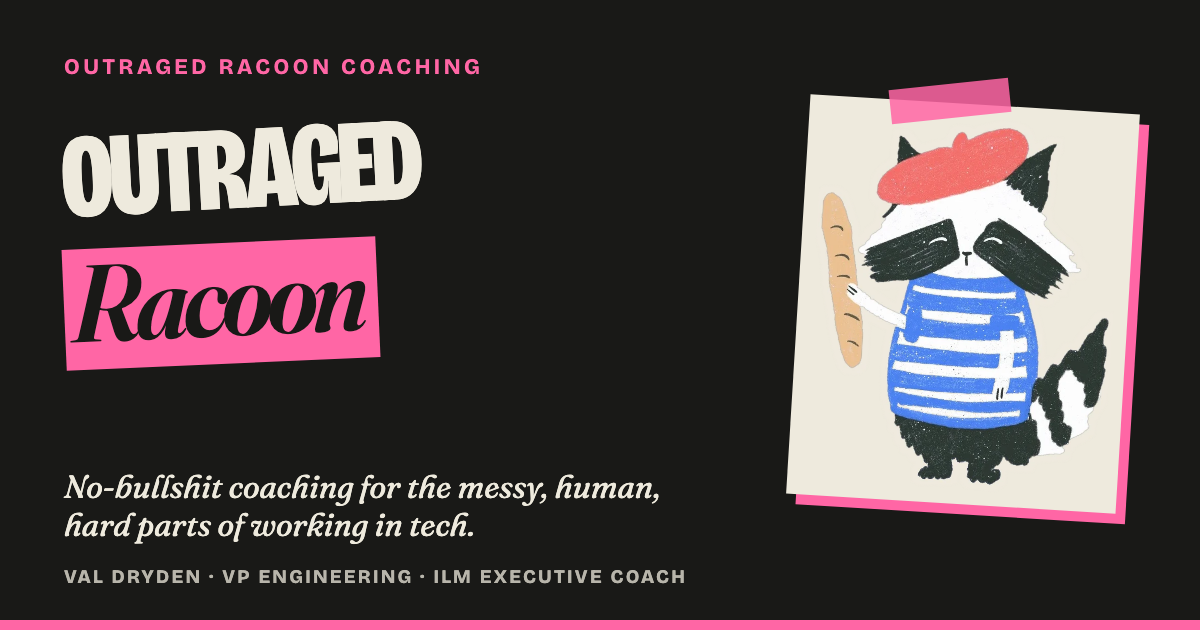 OUTRAGED RACOON COACHING
OUTRAGED
Racoon
No-bullshit coaching for the messy, human,
hard parts of working in tech.
VAL DRYDEN · VP ENGINEERING · ILM EXECUTIVE COACH